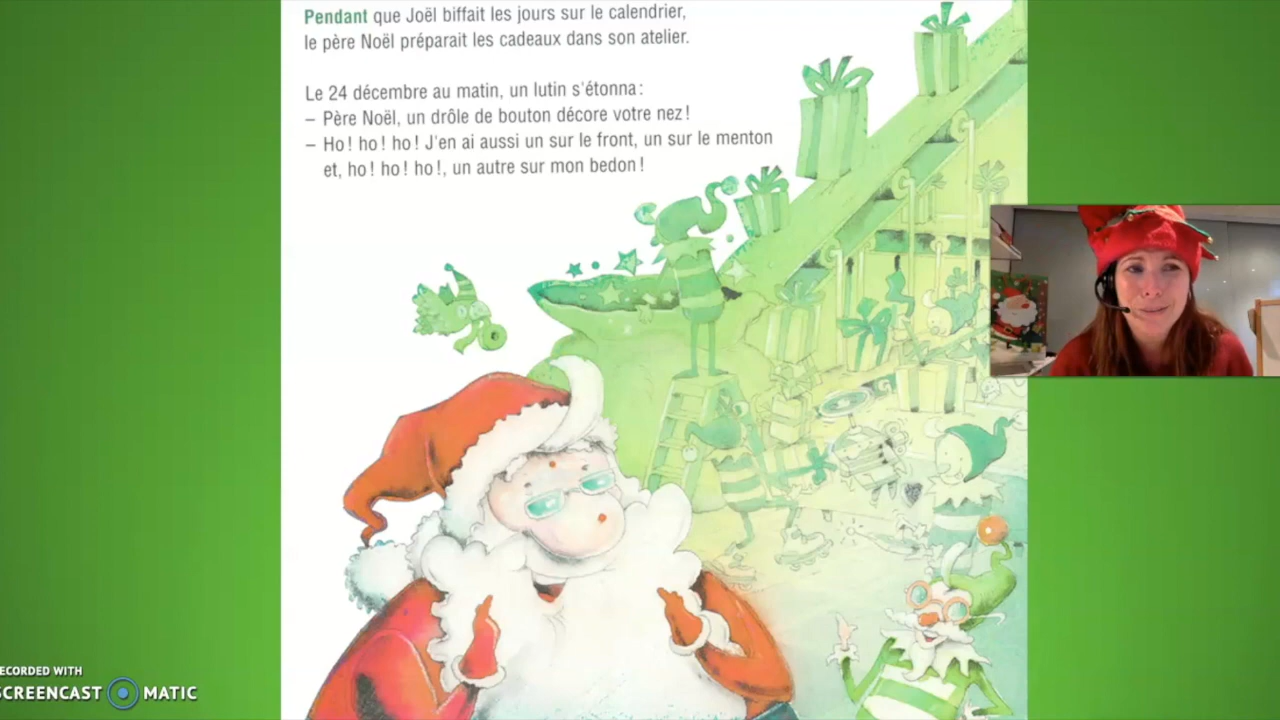 Pendant que Joël biffait les jours sur le calendrier,
le père Noël préparait les cadeaux dans son atelier.
Le 24 décembre au matin, un lutin s'étonna :
– Père Noël, un drôle de bouton décore votre nez !
– Ho ! ho ! ho ! J'en ai aussi un sur le front, un sur le menton
et, ho ! ho ! ho !, un autre sur mon bedon !
ECORDED WITH
SCREENCAST MATIC